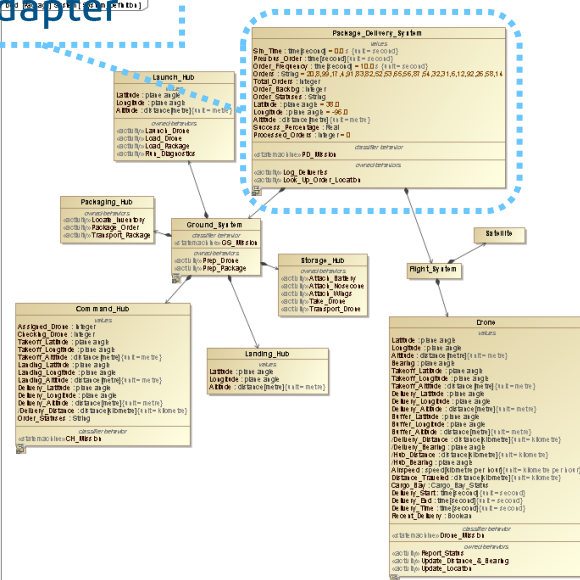 dapter
Package_Delivery_System
values
Sim_Time : time[second] = 0.0 s {unit = second}
Previous_Order : time[second] {unit = second}
Order_Frequency : time[second] = 10.0 s {unit = second}
Total_Orders : Integer
Order_Backlog : Integer
Order_Statuses : String
Latitude : plane angle = 38.0
Longitude : plane angle = -96.0
Altitude : distance[metre] {unit = metre}
Success_Percentage : Real
Processed_Orders : Integer = 0
classifier behavior
«statemachine» PD_Mission
owned behaviors
«activity» Log_Deliveries
«activity» Look_Up_Order_Location
Launch_Hub
values
Latitude : plane angle
Longitude : plane angle
Altitude : distance[metre] {unit = metre}
owned behaviors
«activity» Launch_Drone
«activity» Load_Drone
«activity» Load_Package
«activity» Run_Diagnostics
Packaging_Hub
owned behaviors
«activity» Locate_Inventory
«activity» Package_Order
«activity» Transport_Package
Ground_System
classifier behavior
«statemachine» GS_Mission
owned behaviors
«activity» Prep_Drone
«activity» Prep_Package
Satellite
Flight_System
Storage_Hub
owned behaviors
«activity» Attach_Battery
«activity» Attach_Nosecone
«activity» Attach_Wings
«activity» Take_Drone
«activity» Transport_Drone
Command_Hub
values
Assigned_Drone : Integer
Checking_Drone : Integer
Takeoff_Latitude : plane angle
Takeoff_Longitude : plane angle
Takeoff_Altitude : distance[metre] {unit = metre}
Landing_Latitude : plane angle
Landing_Longitude : plane angle
Landing_Altitude : distance[metre] {unit = metre}
Delivery_Latitude : plane angle
Delivery_Longitude : plane angle
Delivery_Altitude : distance[metre] {unit = metre}
/Delivery_Distance : distance[kilometre] {unit = kilometre}
Order_Statuses : String
classifier behavior
«statemachine» CH_Mission
Landing_Hub
values
Latitude : plane angle
Longitude : plane angle
Altitude : distance[metre] {unit = metre}
Drone
values
Latitude : plane angle
Longitude : plane angle
Altitude : distance[metre] {unit = metre}
Bearing : plane angle
Takeoff_Latitude : plane angle
Takeoff_Longitude : plane angle
Takeoff_Altitude : distance[metre] {unit = metre}
Delivery_Latitude : plane angle
Delivery_Longitude : plane angle
Delivery_Altitude : distance[metre] {unit = metre}
Buffer_Latitude : plane angle
Buffer_Longitude : plane angle
Buffer_Altitude : distance[metre] {unit = metre}
/Delivery_Distance : distance[kilometre] {unit = kilometre}
/Delivery_Bearing : plane angle
/Hub_Distance : distance[kilometre] {unit = kilometre}
/Hub_Bearing : plane angle
Airspeed : speed[kilometre per hour] {unit = kilometre per hour
Distance_Traveled : distance[kilometre] {unit = kilometre}
Cargo_Bay : Cargo_Bay_Status
Delivery_Start : time[second] {unit = second}
Delivery_End : time[second] {unit = second}
Delivery_Time : time[second] {unit = second}
Recent_Delivery : Boolean
classifier behavior
«statemachine» Drone_Mission
owned behaviors
«activity» Report_Status
«activity» Update_Distance_&_Bearing
«activity» Update_Location